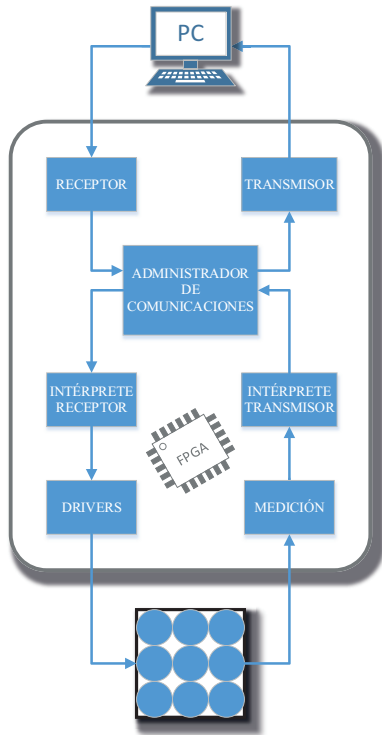 PC
RECEPTOR
TRANSMISOR
ADMINISTRADOR
DE
COMUNICACIONES
INTÉRPRETE
RECEPTOR
INTÉRPRETE
TRANSMISOR
FPGA
DRIVERS
MEDICIÓN